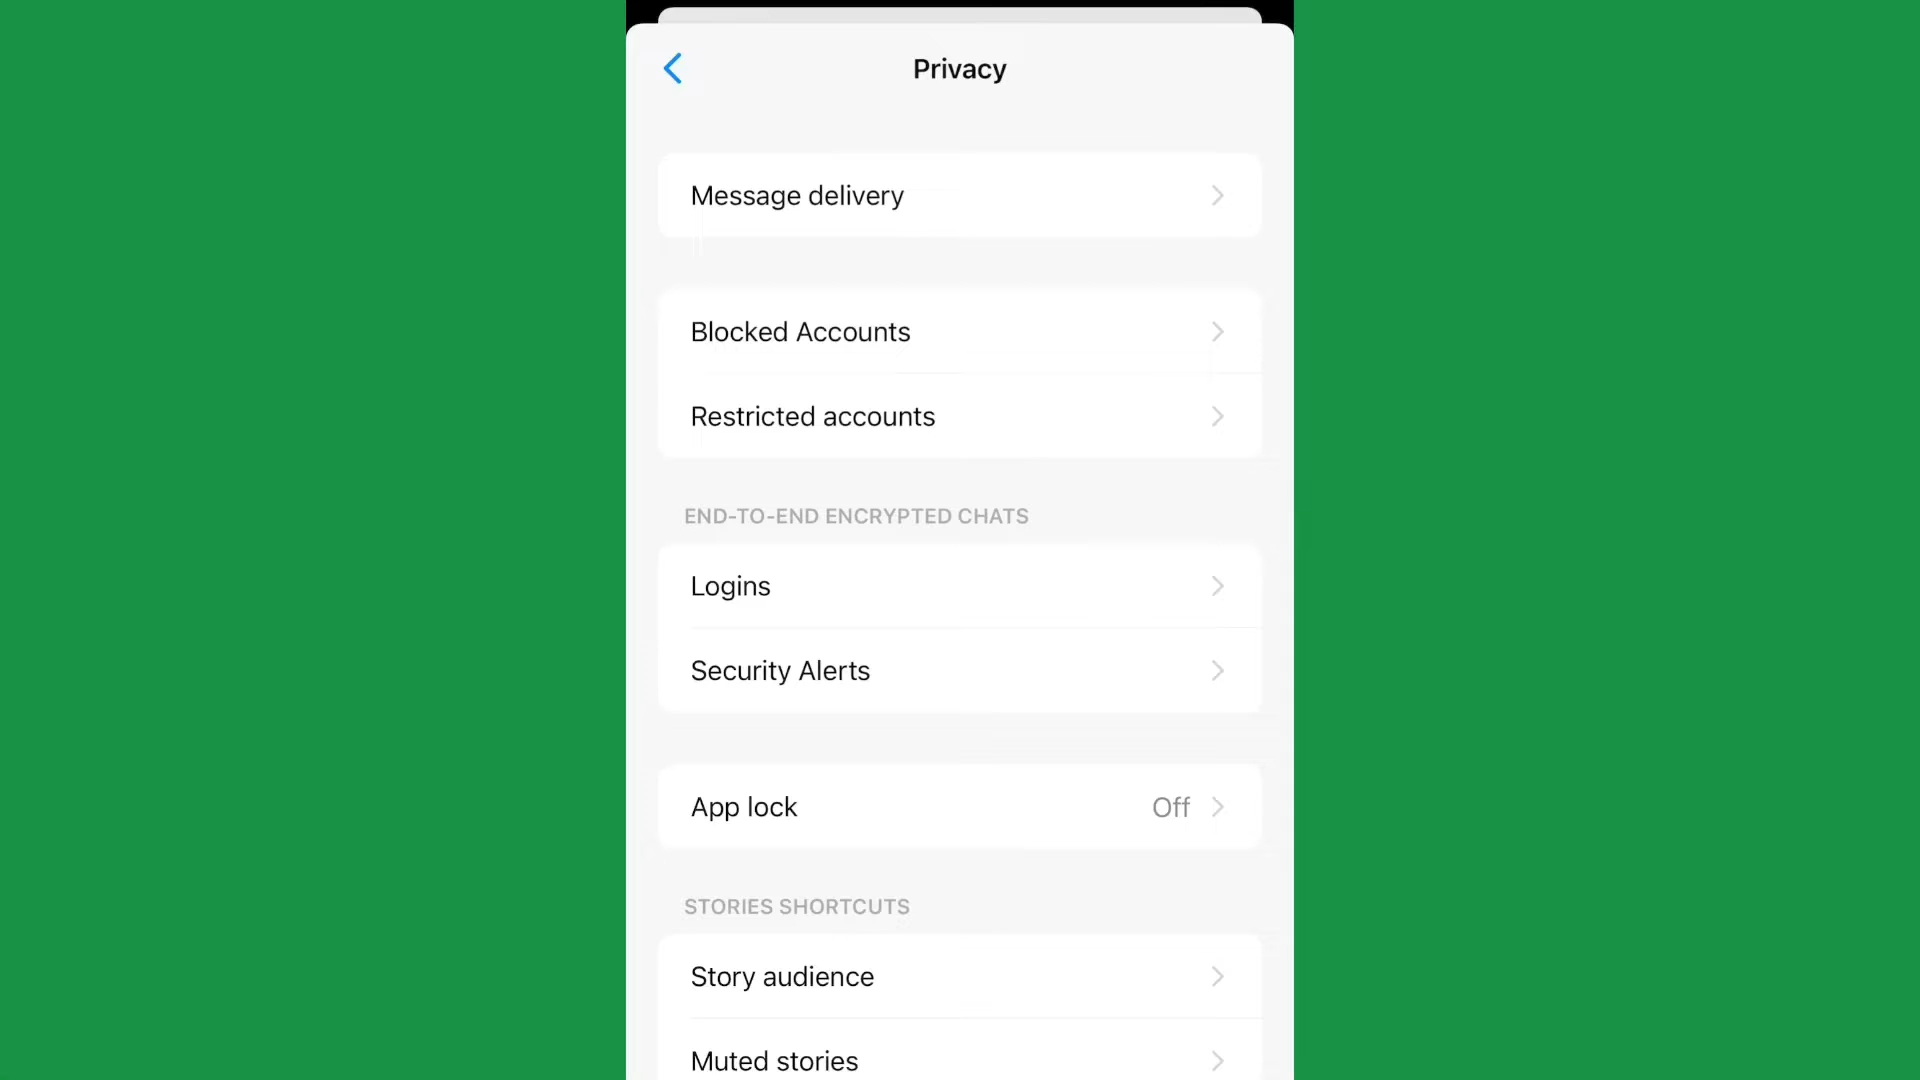 Privacy
Message delivery
Blocked Accounts
Restricted accounts
END-TO-END ENCRYPTED CHATS
Logins
Security Alerts
App lock Off
STORIES SHORTCUTS
Story audience
Muted stories